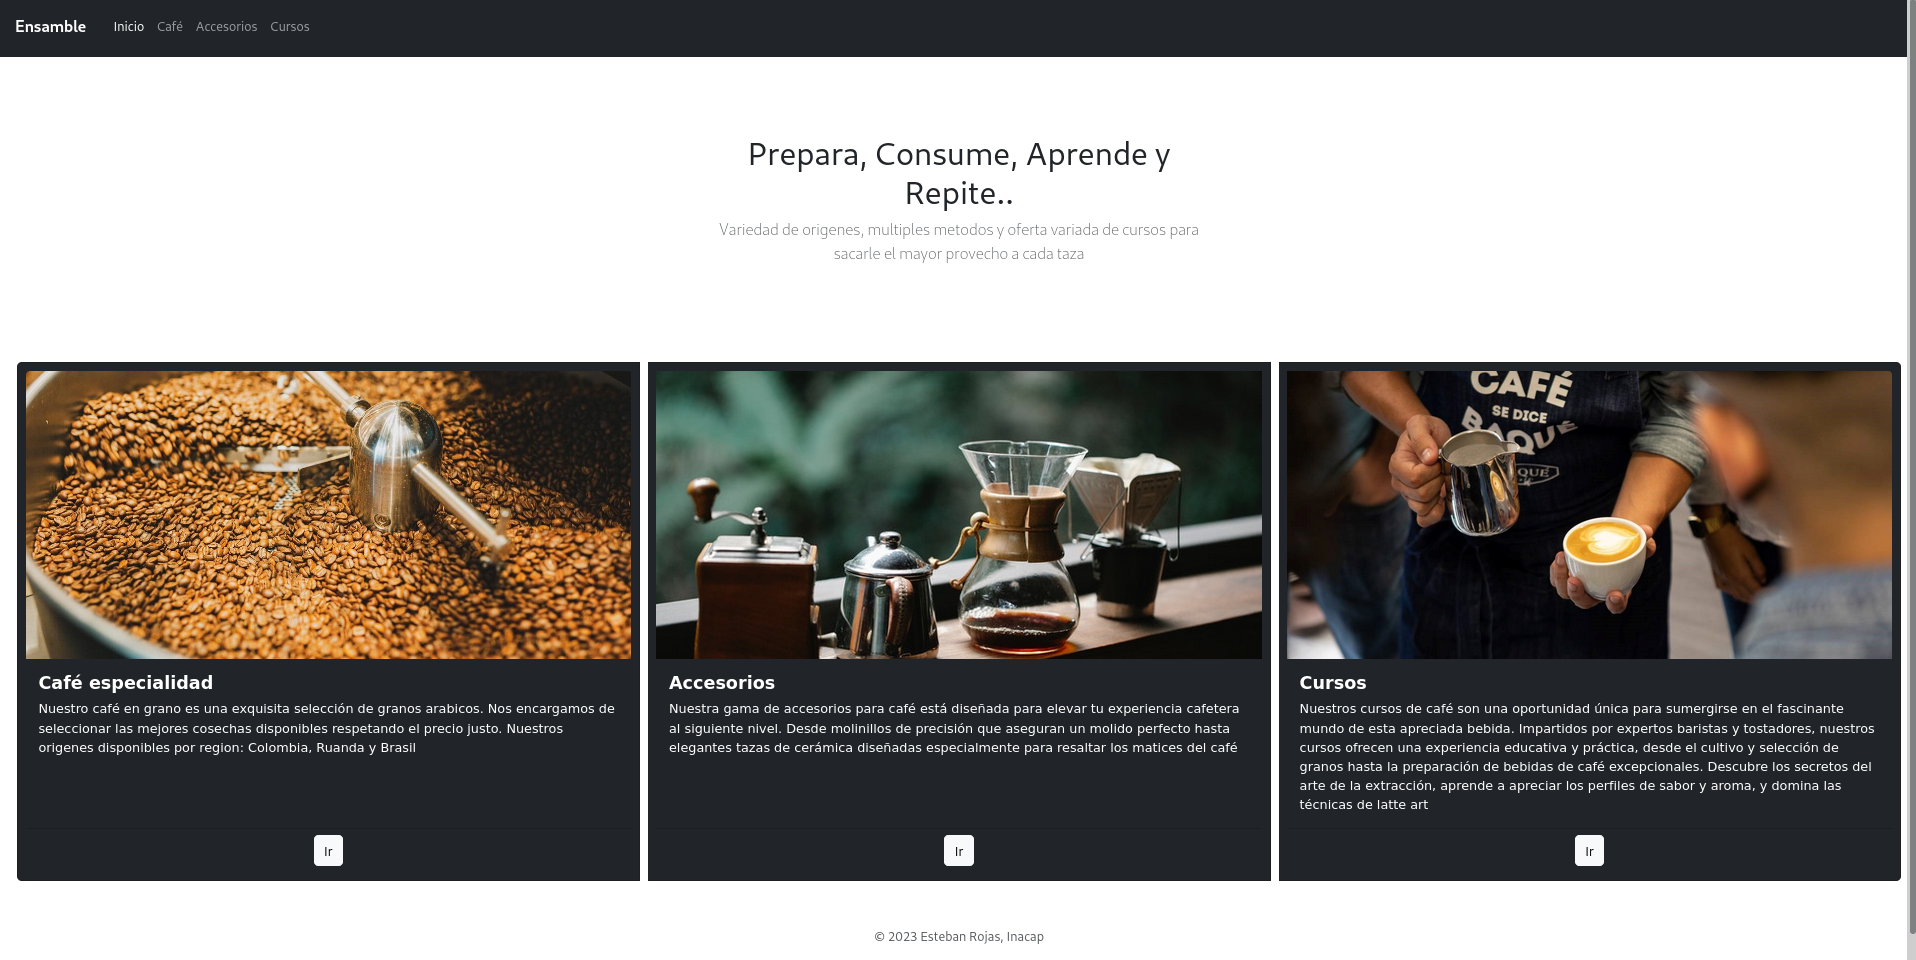 Ensamble Inicio Café Accesorios Cursos
Prepara, Consume, Aprende y
Repite..
Variedad de origenes, multiples metodos y oferta variada de cursos para
sacarle el mayor provecho a cada taza
Café especialidad
Nuestro café en grano es una exquisita selección de granos arabicos. Nos encargamos de
seleccionar las mejores cosechas disponibles respetando el precio justo. Nuestros
origenes disponibles por region: Colombia, Ruanda y Brasil
Ir
Accesorios
Nuestra gama de accesorios para café está diseñada para elevar tu experiencia cafetera
al siguiente nivel. Desde molinillos de precisión que aseguran un molido perfecto hasta
elegantes tazas de cerámica diseñadas especialmente para resaltar los matices del café
Ir
CAFÉ
SE DICE
BAQUÉ
Cursos
Nuestros cursos de café son una oportunidad única para sumergirse en el fascinante
mundo de esta apreciada bebida. Impartidos por expertos baristas y tostadores, nuestros
cursos ofrecen una experiencia educativa y práctica, desde el cultivo y selección de
granos hasta la preparación de bebidas de café excepcionales. Descubre los secretos del
arte de la extracción, aprende a apreciar los perfiles de sabor y aroma, y domina las
técnicas de latte art
Ir
© 2023 Esteban Rojas, Inacap